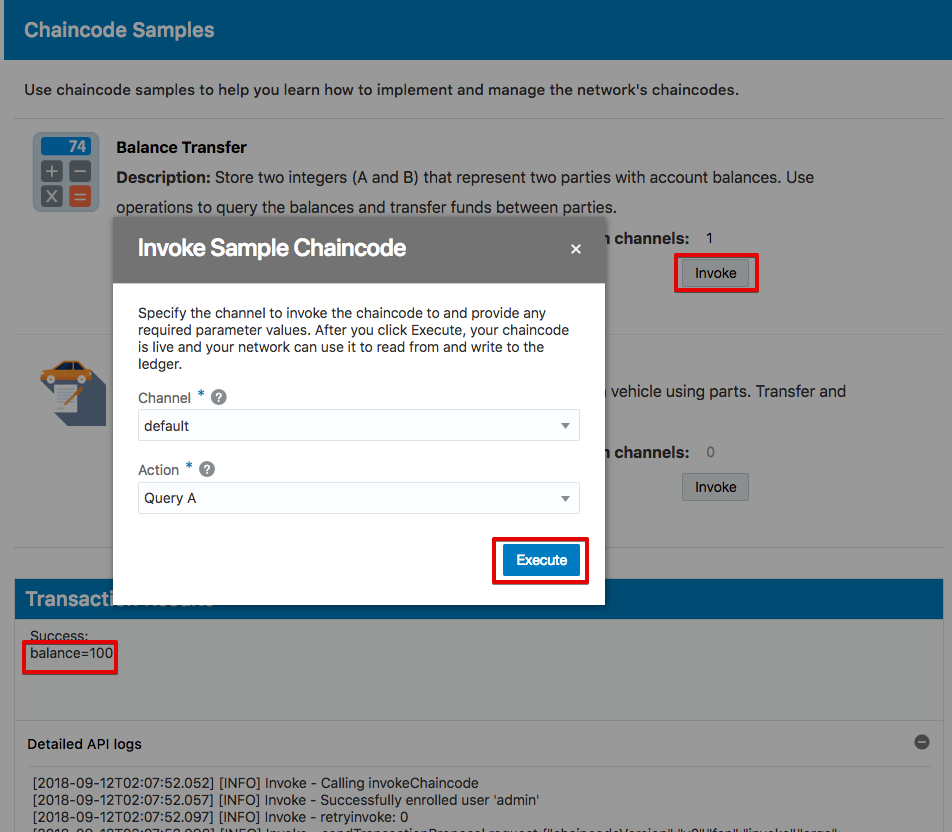 Chaincode Samples
Use chaincode samples to help you learn how to implement and manage the network's chaincodes.
74
Balance Transfer
Description: Store two integers (A and B) that represent two parties with account balances. Use
operations to query the balances and transfer funds between parties.
channels: 1
Invoke
Invoke Sample Chaincode
×
Specify the channel to invoke the chaincode to and provide any
required parameter values. After you click Execute, your chaincode
is live and your network can use it to read from and write to the
ledger.
Channel * ?
default
Action * ?
Query A
Execute
vehicle using parts. Transfer and
channels: 0
Invoke
Transaction Results
Success:
balance=100
Detailed API logs
[2018-09-12T02:07:52.052] [INFO] Invoke - Calling invokeChaincode
[2018-09-12T02:07:52.057] [INFO] Invoke - Successfully enrolled user 'admin'
[2018-09-12T02:07:52.097] [INFO] Invoke - retryinvoke: 0